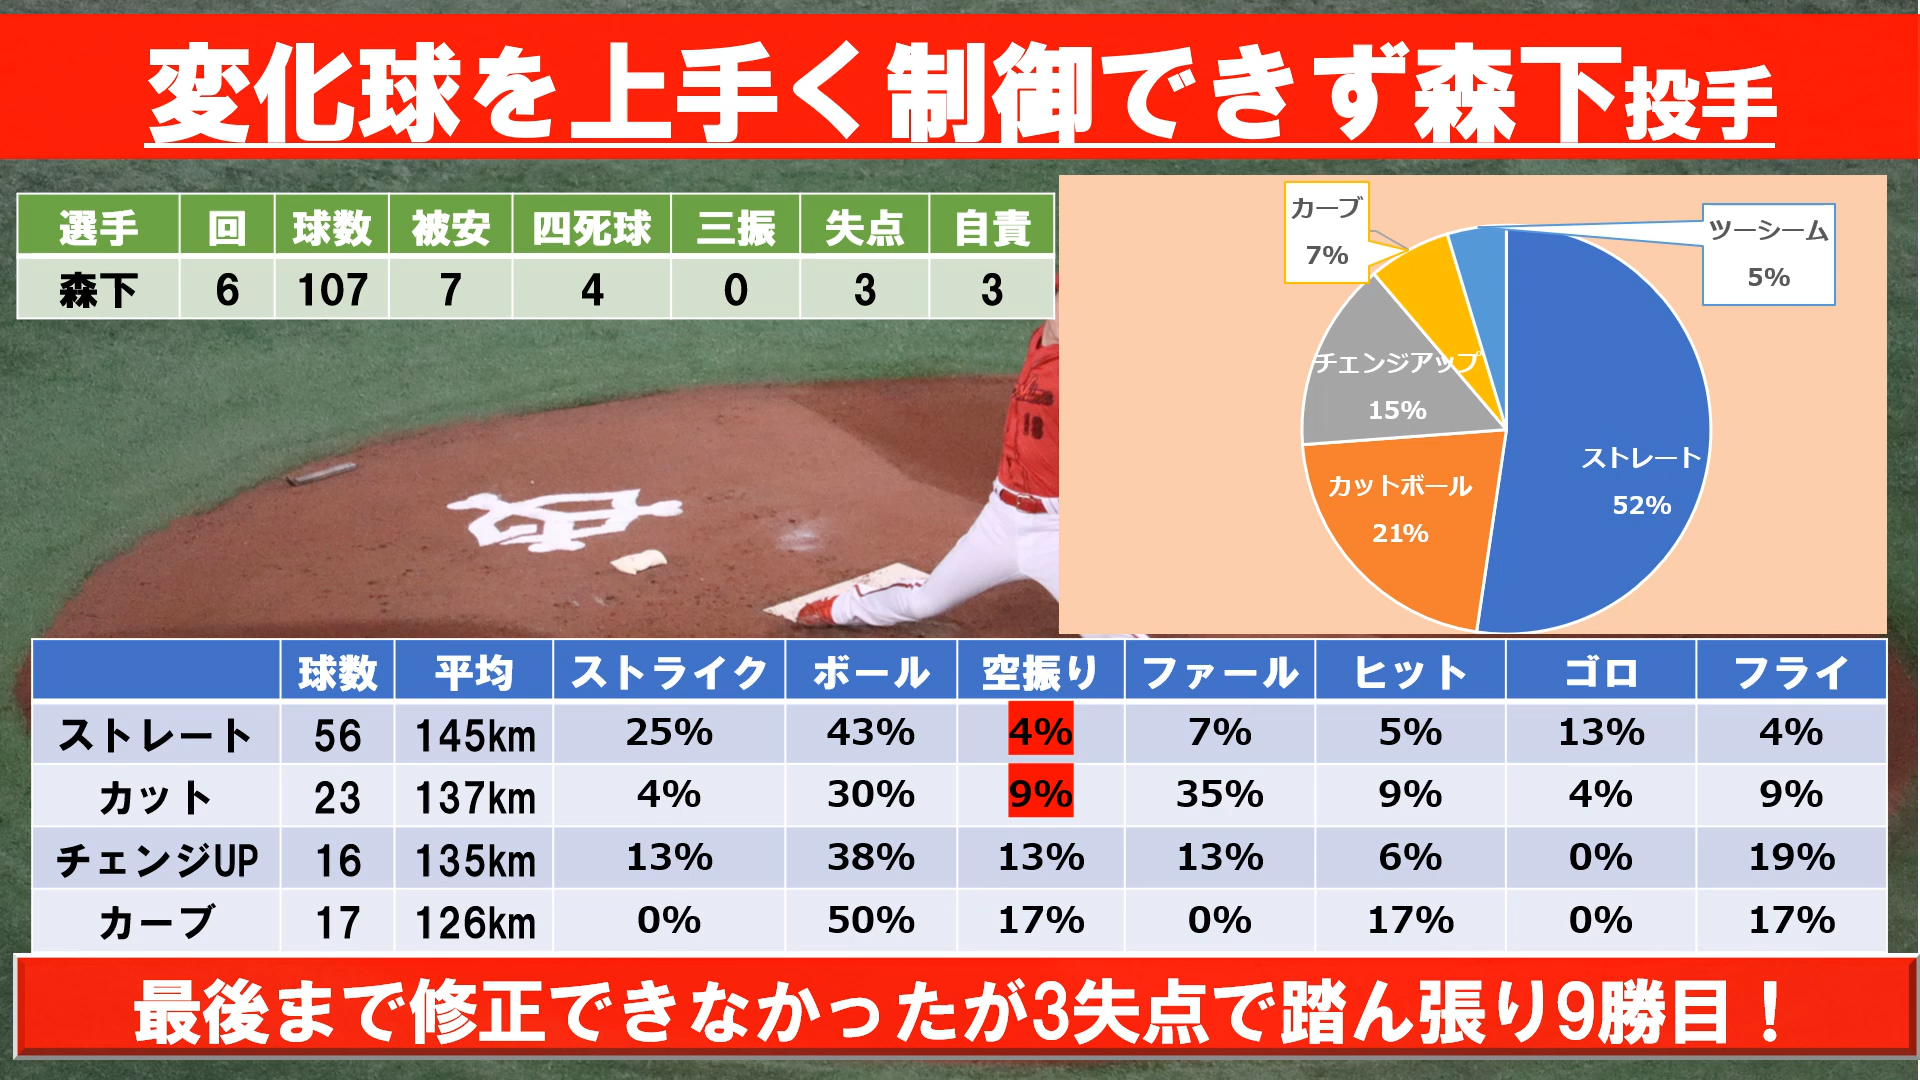 変化球を上手く制御できず森下投手
選手 回 球数 被安 四死球 三振 失点 自責
森下 6 107 7 4 0 3 3
カーブ
7%
ツーシーム
5%
チェンジアップ
15%
ストレート
52%
カットボール
21%
18
球数 平均 ストライク ボール 空振り ファール ヒット ゴロ フライ
ストレート 56 145km 25% 43% 4% 7% 5% 13% 4%
カット 23 137km 4% 30% 9% 35% 9% 4% 9%
チェンジUP 16 135km 13% 38% 13% 13% 6% 0% 19%
カーブ 17 126km 0% 50% 17% 0% 17% 0% 17%
最後まで修正できなかったが3失点で踏ん張り9勝目！